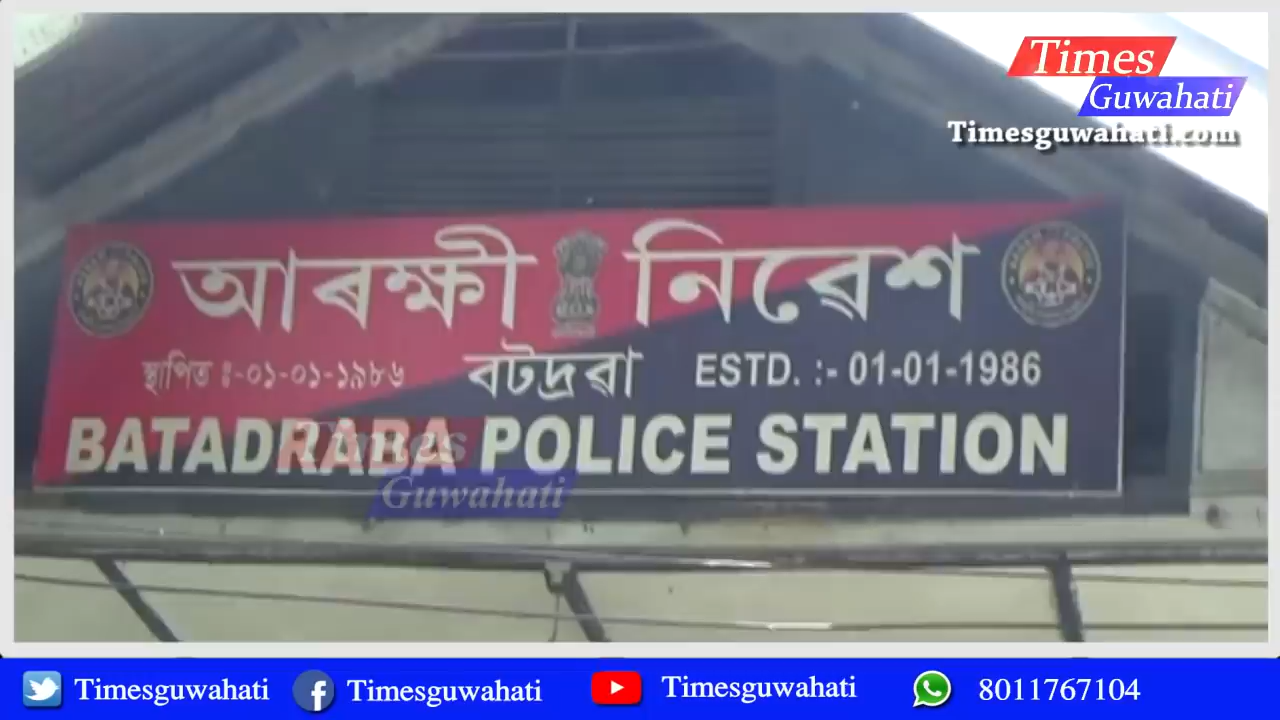 Times
Guwahati
Timesguwahati.com
আৰক্ষী নিৱেশ
স্থাপিত ঃ-০১-০১-১৯৮৬ বটদ্ৰৱা ESTD. :- 01-01-1986
BATADRABA POLICE STATION
Times
Guwahati
Timesguwahati Timesguwahati Timesguwahati 8011767104